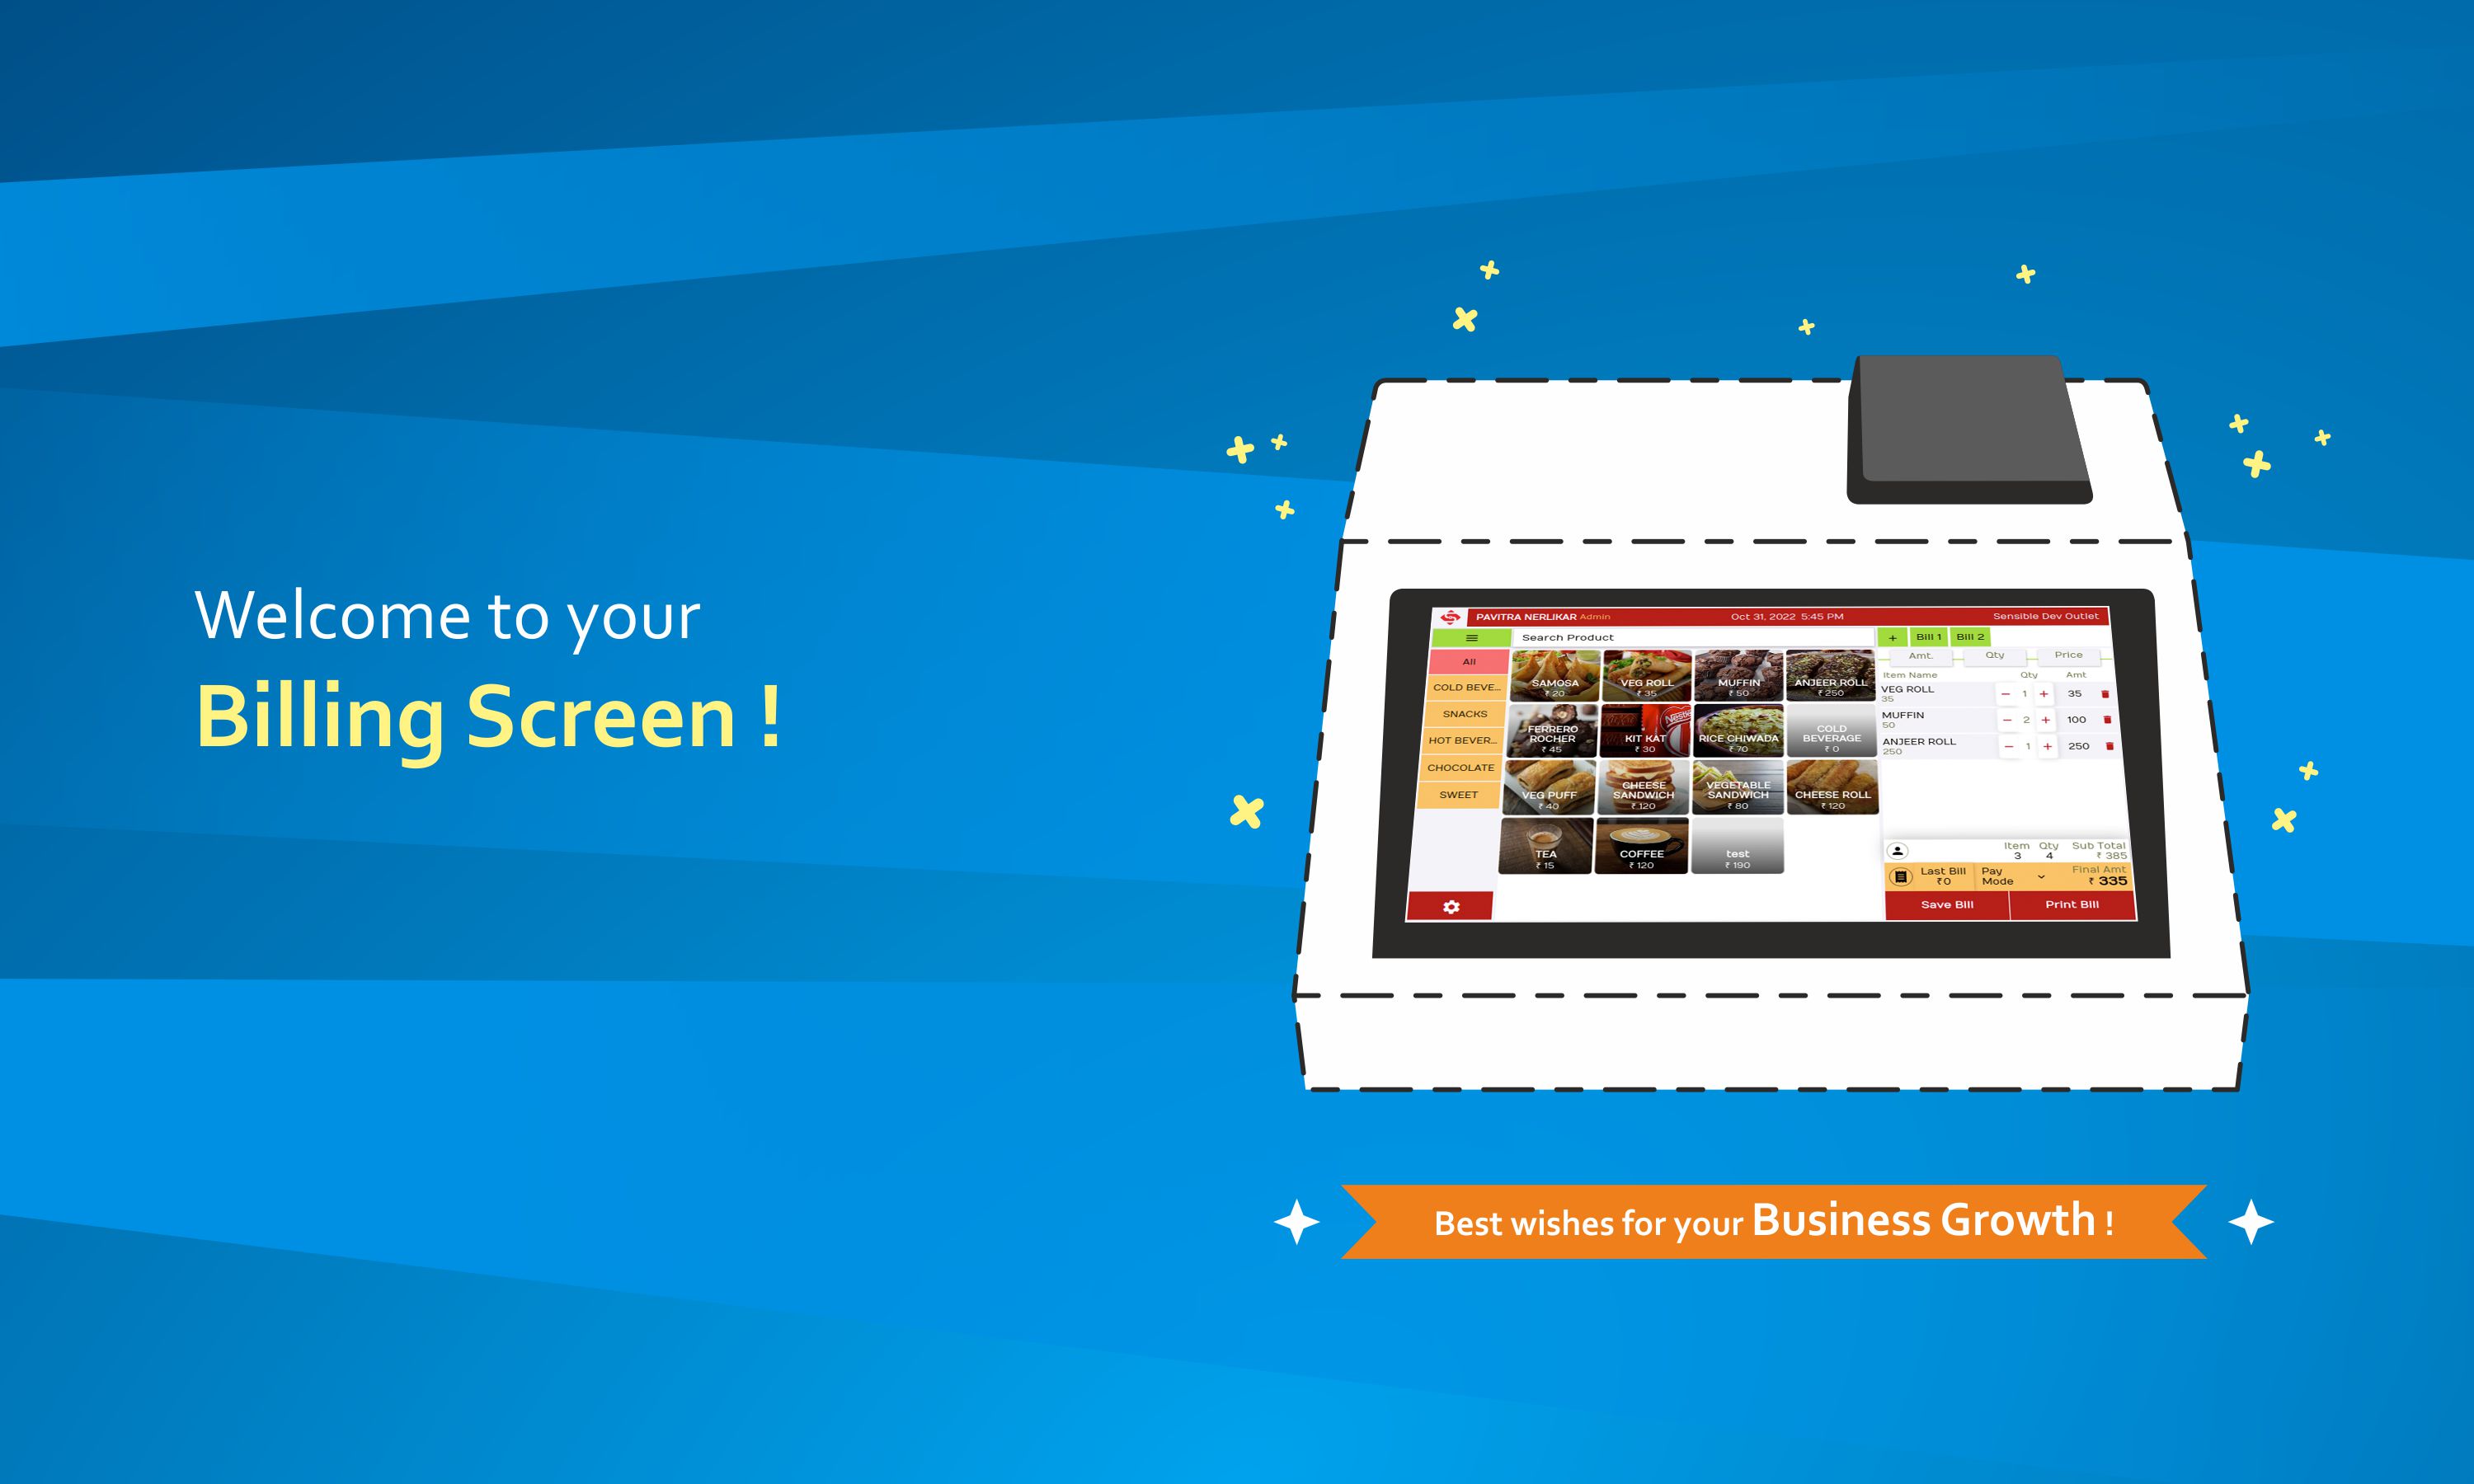 Welcome to your
Billing Screen !
PAVITRA NERLIKAR Admin
Oct 31, 2022 5:45 PM
Sensible Dev Outlet
Search Product
+ Bill 1 Bill 2
All
COLD BEVE...
SNACKS
HOT BEVER...
CHOCOLATE
SWEET
SAMOSA
₹ 20
VEG ROLL
₹ 35
MUFFIN
₹ 50
ANJEER ROLL
₹ 250
FERRERO
ROCHER
₹ 45
Nestle
KIT KAT
₹ 30
RICE CHIWADA
₹ 70
COLD
BEVERAGE
₹ 0
VEG PUFF
₹ 40
CHEESE
SANDWICH
₹ 120
VEGETABLE
SANDWICH
₹ 80
CHEESE ROLL
₹ 120
TEA
₹ 15
COFFEE
₹ 120
test
₹ 190
Amt. Qty Price
Item Name Qty Amt
VEG ROLL − 1 + 35
35
MUFFIN − 2 + 100
50
ANJEER ROLL − 1 + 250
250
Item Qty Sub Total
3 4 ₹ 385
Last Bill
₹0
Pay
Mode
Final Amt
₹ 335
Save Bill
Print Bill
Best wishes for your Business Growth !